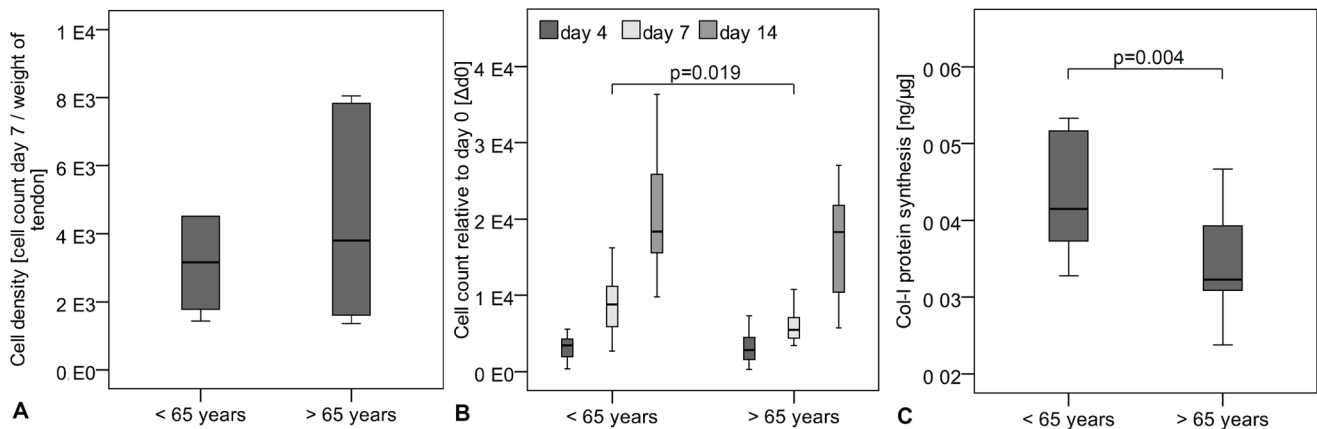 Cell density [cell count day 7 / weight of
tendon]
1 E4
8 E3
6 E3
4 E3
2 E3
. E0
< 65 years
> 65 years
A
Cell count relative to day 0 [Δd0]
day 4
day 7
day 14
p=0.019
4 E4
3 E4
2 E4
1 E4
0 E0
< 65 years
> 65 years
B
Col-I protein synthesis [ng/µg]
p=0.004
0 06
0 05
0 04
0 03
0 02
< 65 years
> 65 years
C